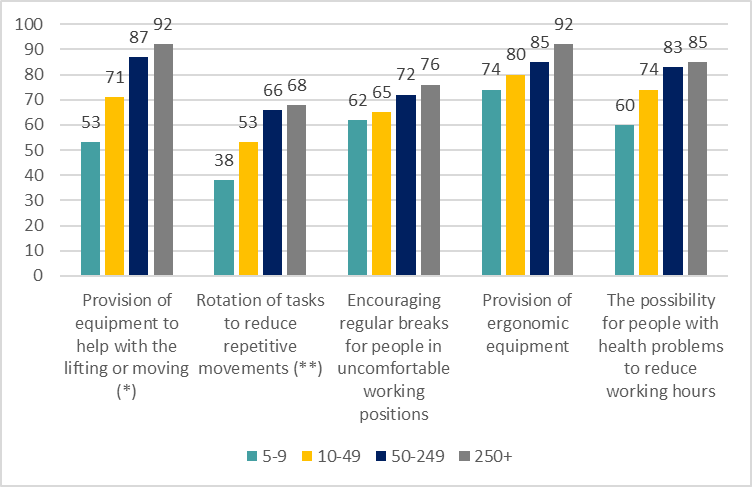 100
90
80
70
60
50
40
30
20
10
0
53 71 87 92
38 53 66 68
62 65 72 76
74 80 85 92
60 74 83 85
Provision of
equipment to
help with the
lifting or moving
(*)
Rotation of tasks
to reduce
repetitive
movements (**)
Encouraging
regular breaks
for people in
uncomfortable
working
positions
Provision of
ergonomic
equipment
The possibility
for people with
health problems
to reduce
working hours
5-9 10-49 50-249 250+